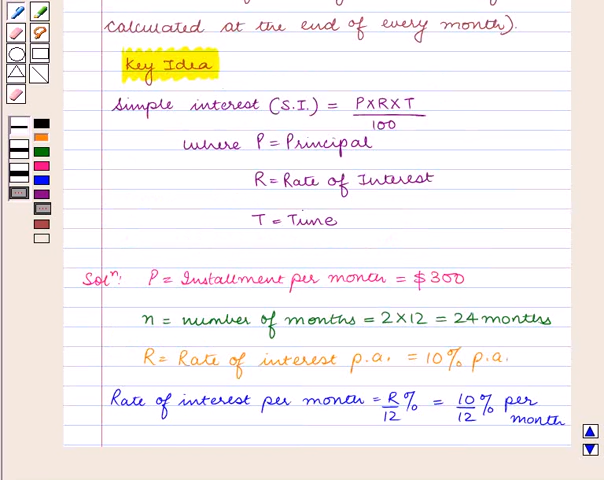 calculated at the end of every month).
Key Idea
Simple interest (S.I.) = P×R×T/100
where P = Principal
R = Rate of Interest
T = Time
Solⁿ: P = Installment per month = $300
n = number of months = 2×12 = 24 months
R = Rate of interest p.a. = 10% p.a.
Rate of interest per month = R/12 % = 10/12 % per month